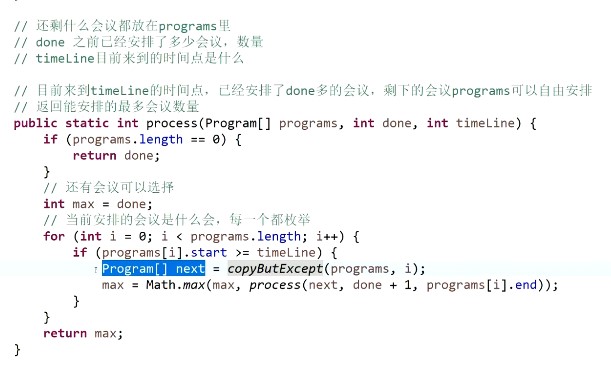 // 还剩什么会议都放在programs里
// done 之前已经安排了多少会议，数量
// timeLine目前来到的时间点是什么
// 目前来到timeLine的时间点，已经安排了done多的会议，剩下的会议programs可以自由安排
// 返回能安排的最多会议数量
public static int process(Program[] programs, int done, int timeLine) {
if (programs.length == 0) {
return done;
}
// 还有会议可以选择
int max = done;
// 当前安排的会议是什么会，每一个都枚举
for (int i = 0; i < programs.length; i++) {
if (programs[i].start >= timeLine) {
Program[] next = copyButExcept(programs, i);
max = Math.max(max, process(next, done + 1, programs[i].end));
}
}
return max;
}